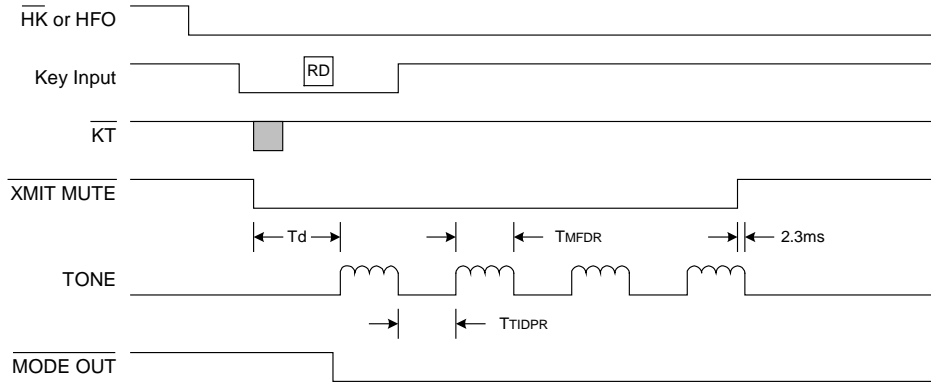 HK or HFO
Key Input
RD
KT
XMIT MUTE
Td
TMFDR
2.3ms
TONE
TTIDPR
MODE OUT